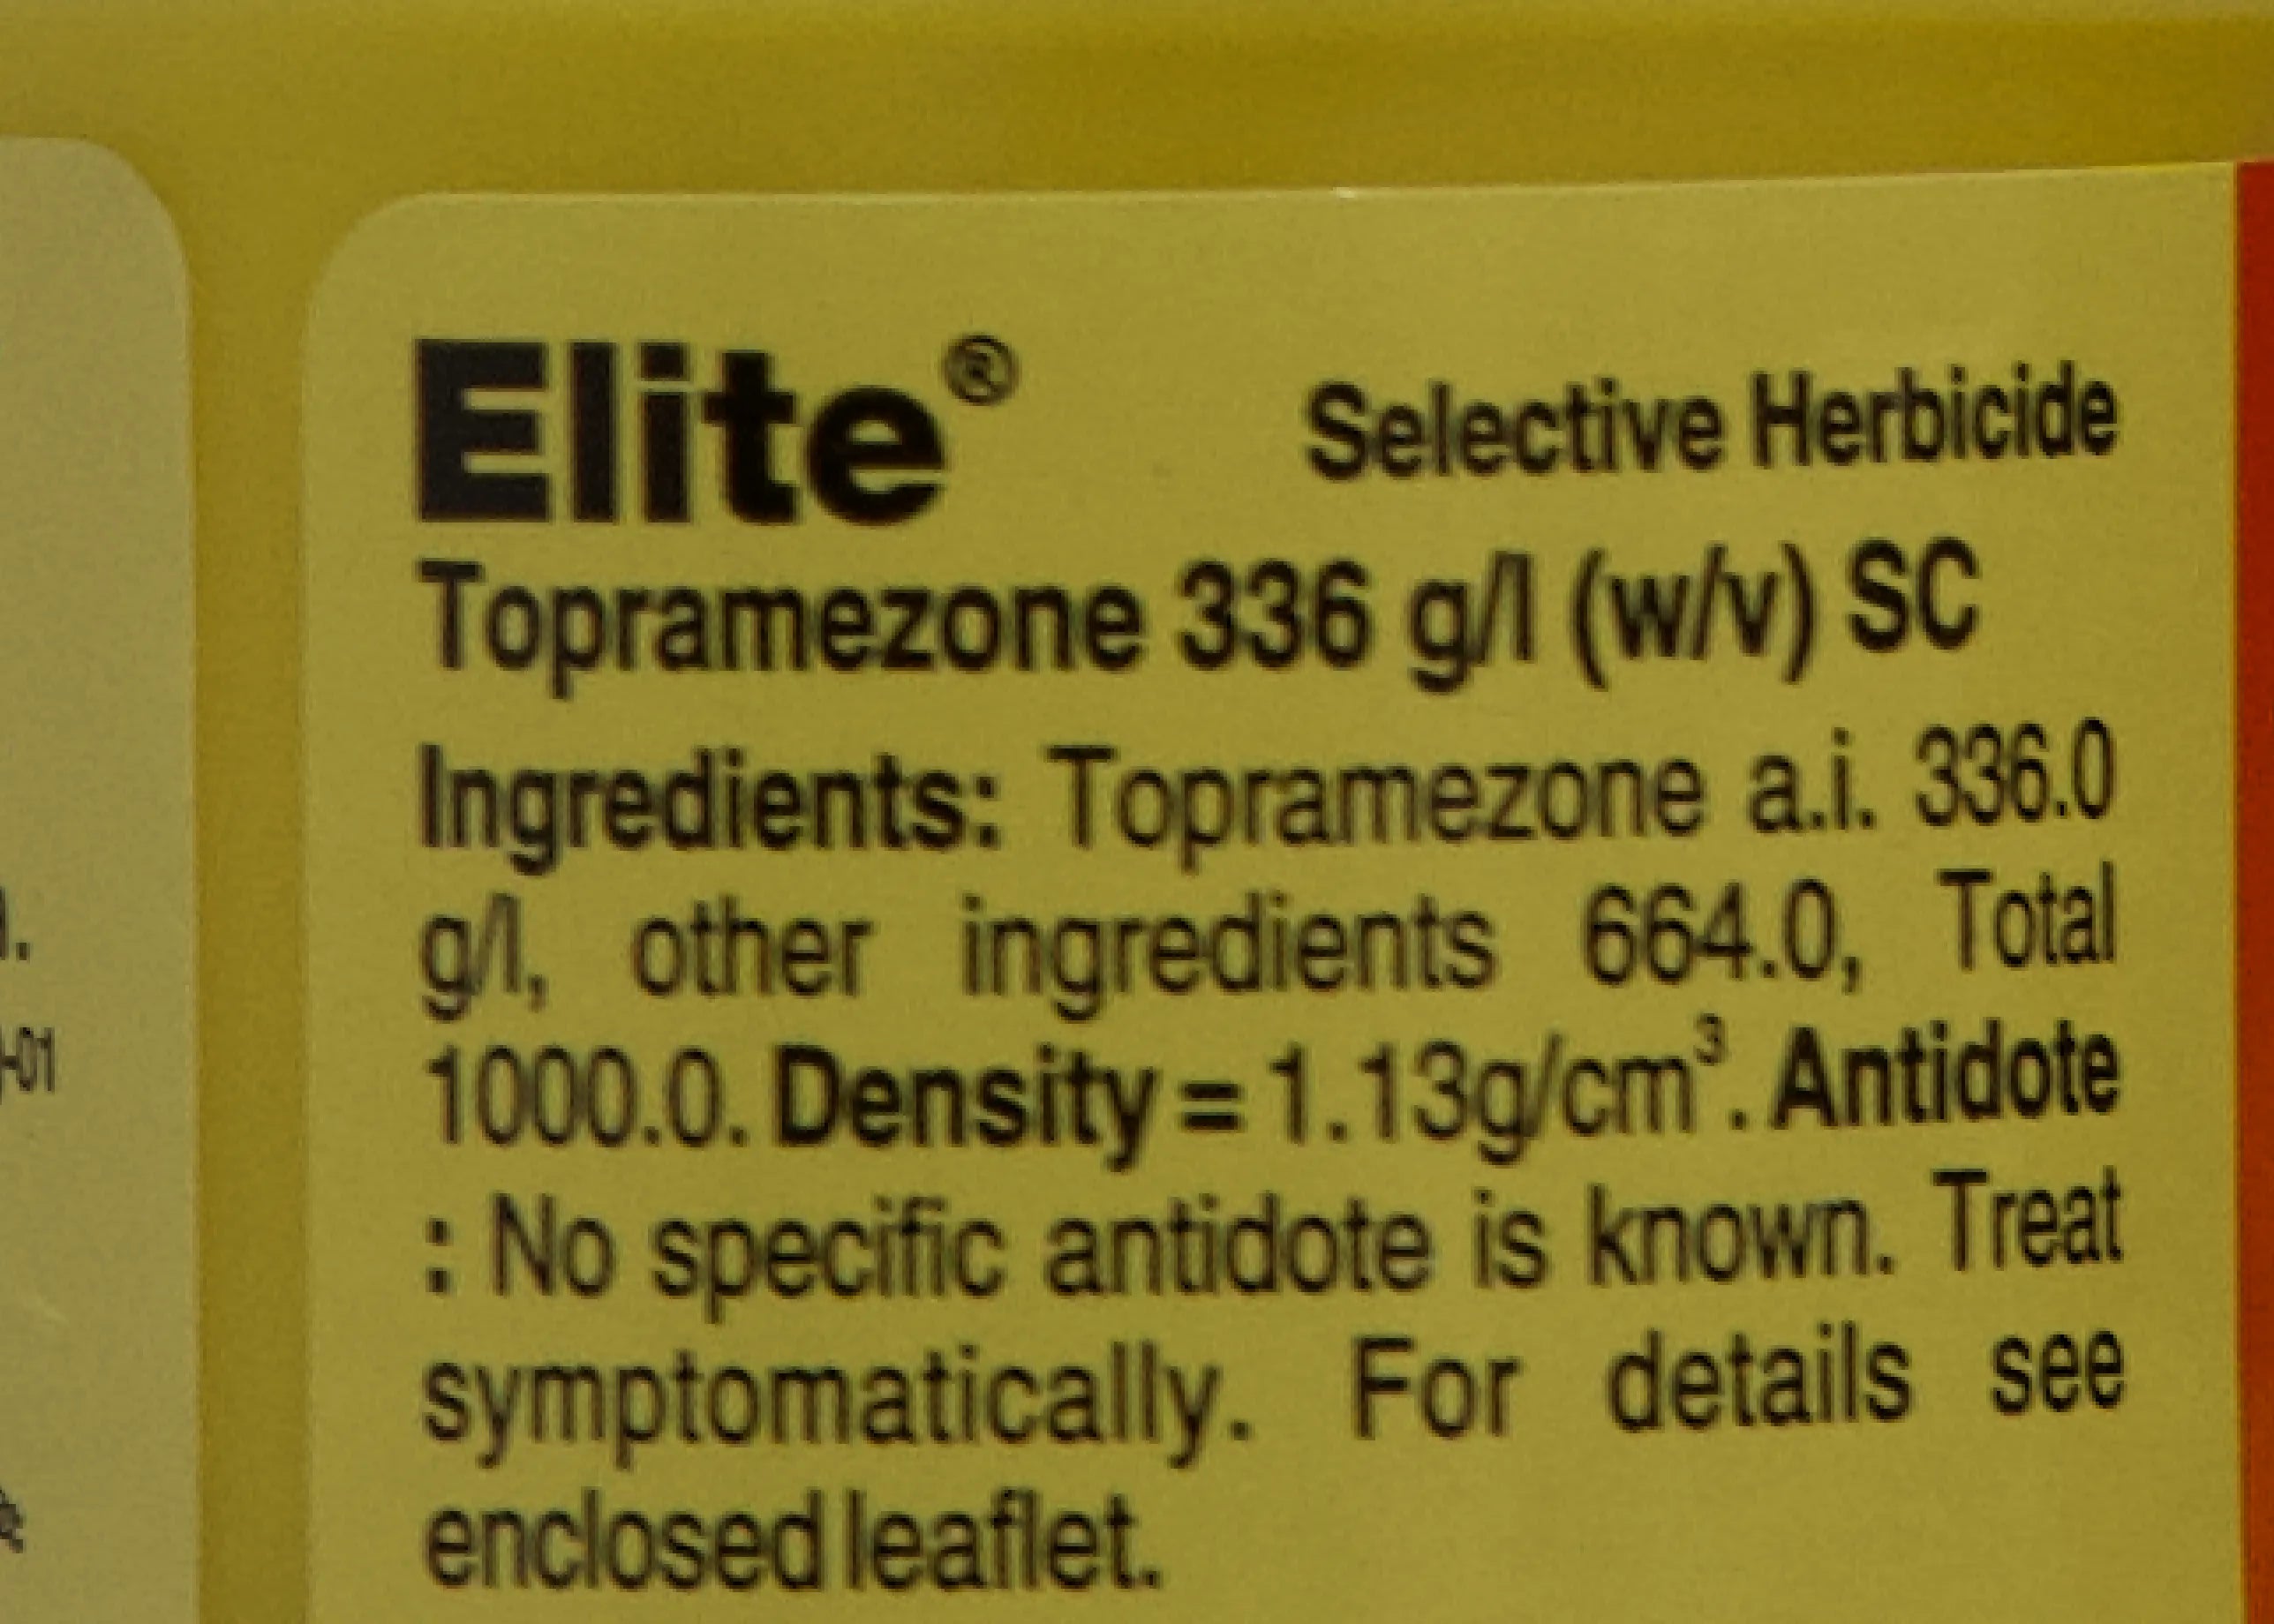 Elite®
Selective Herbicide
Topramezone 336 g/l (w/v) SC
Ingredients: Topramezone a.i. 336.0
g/l, other ingredients 664.0, Total
1000.0. Density = 1.13g/cm³. Antidote
: No specific antidote is known. Treat
symptomatically. For details see
enclosed leaflet.
-01